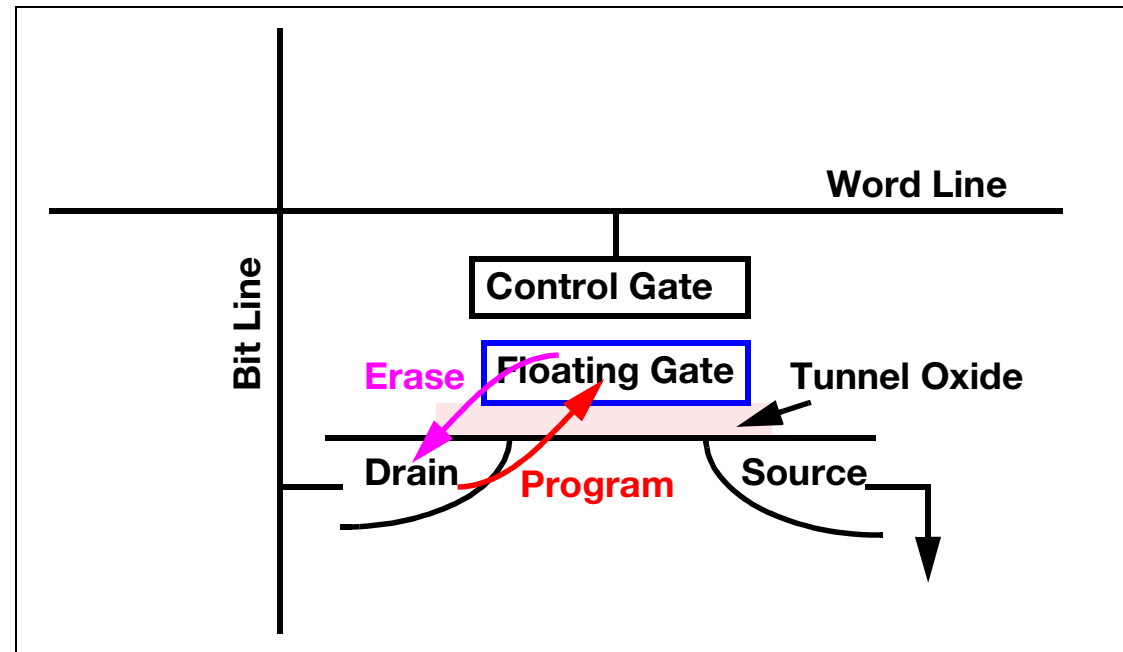 Word Line
Control Gate
Bit Line
Floating Gate
Erase
Tunnel Oxide
Drain
Program
Source